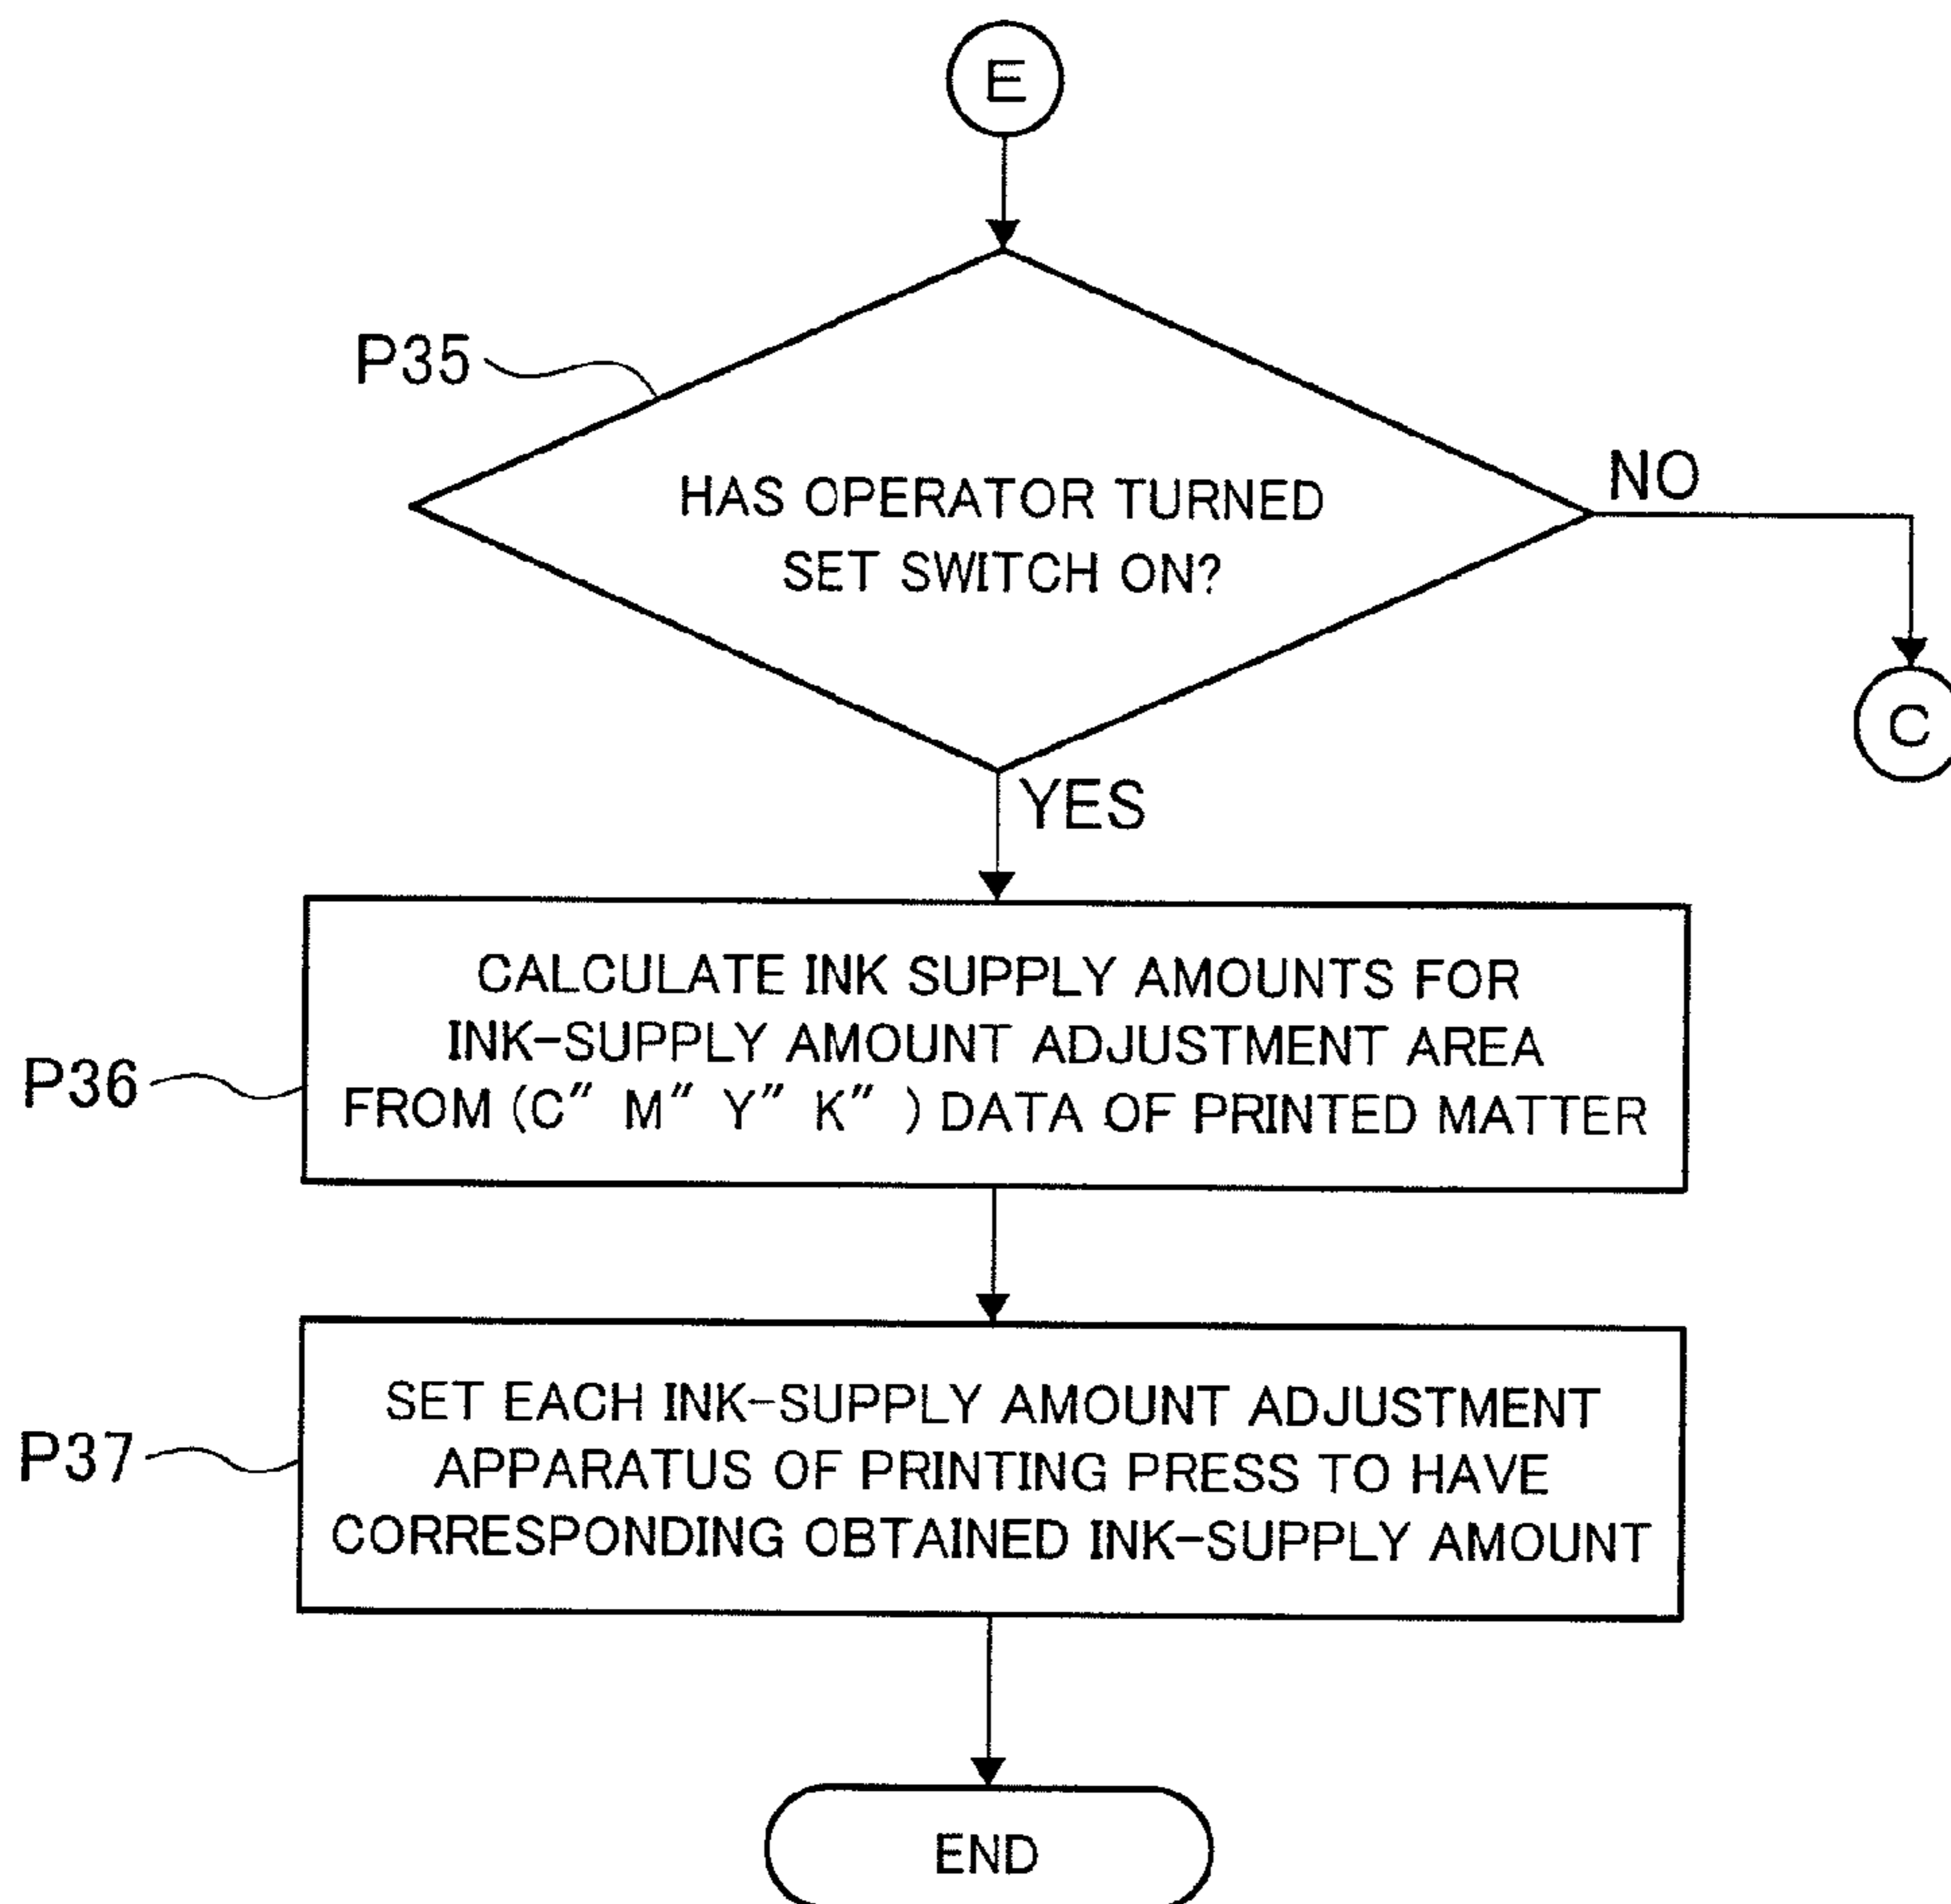 E
P35
HAS OPERATOR TURNED
SET SWITCH ON?
NO
C
YES
P36
CALCULATE INK SUPPLY AMOUNTS FOR
INK-SUPPLY AMOUNT ADJUSTMENT AREA
FROM (C″ M″ Y″ K″ ) DATA OF PRINTED MATTER
P37
SET EACH INK-SUPPLY AMOUNT ADJUSTMENT
APPARATUS OF PRINTING PRESS TO HAVE
CORRESPONDING OBTAINED INK-SUPPLY AMOUNT
END